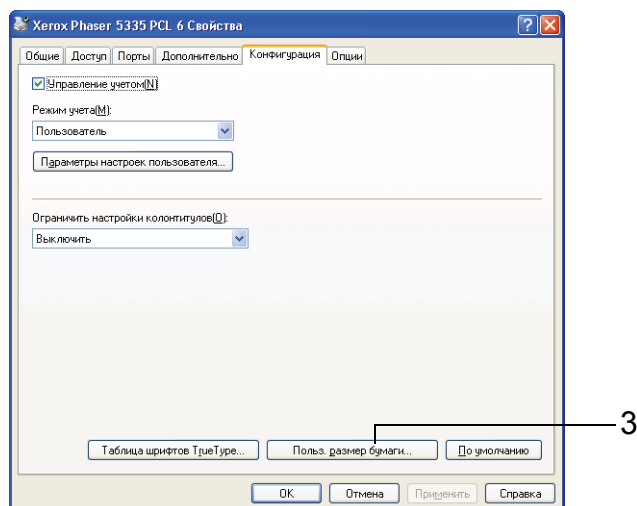 Xerox Phaser 5335 PCL 6 Свойства
Общие Доступ Порты Дополнительно Конфигурация Опции
Управление учетом(N)
Режим учета(M):
Пользователь
Параметры настроек пользователя...
Ограничить настройки колонтитулов(O):
Выключить
3
Таблица шрифтов TrueType... Польз. размер бумаги... По умолчанию
OK Отмена Применить Справка